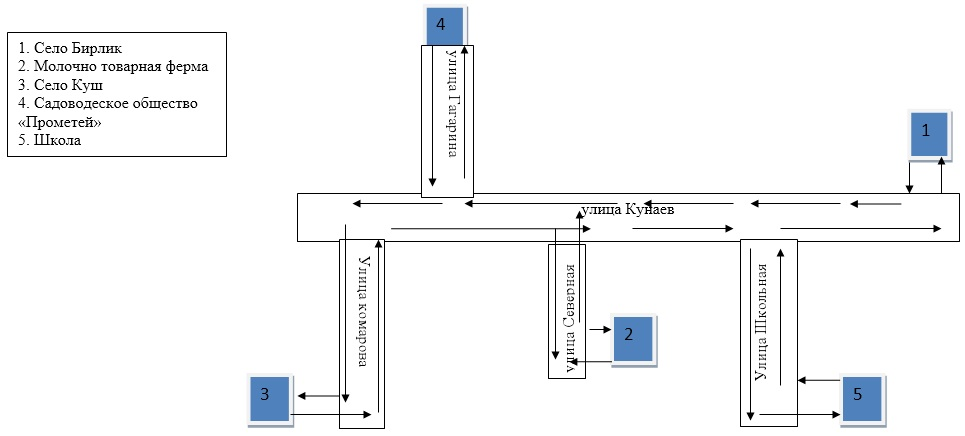 1. Село Бирлик
2. Молочно товарная ферма
3. Село Куш
4. Садоводеское общество
«Прометей»
5. Школа
4
улица Гагарина
1
улица Кунаев
Улица комарова
улица Северная
Улица Школьная
2
3
5